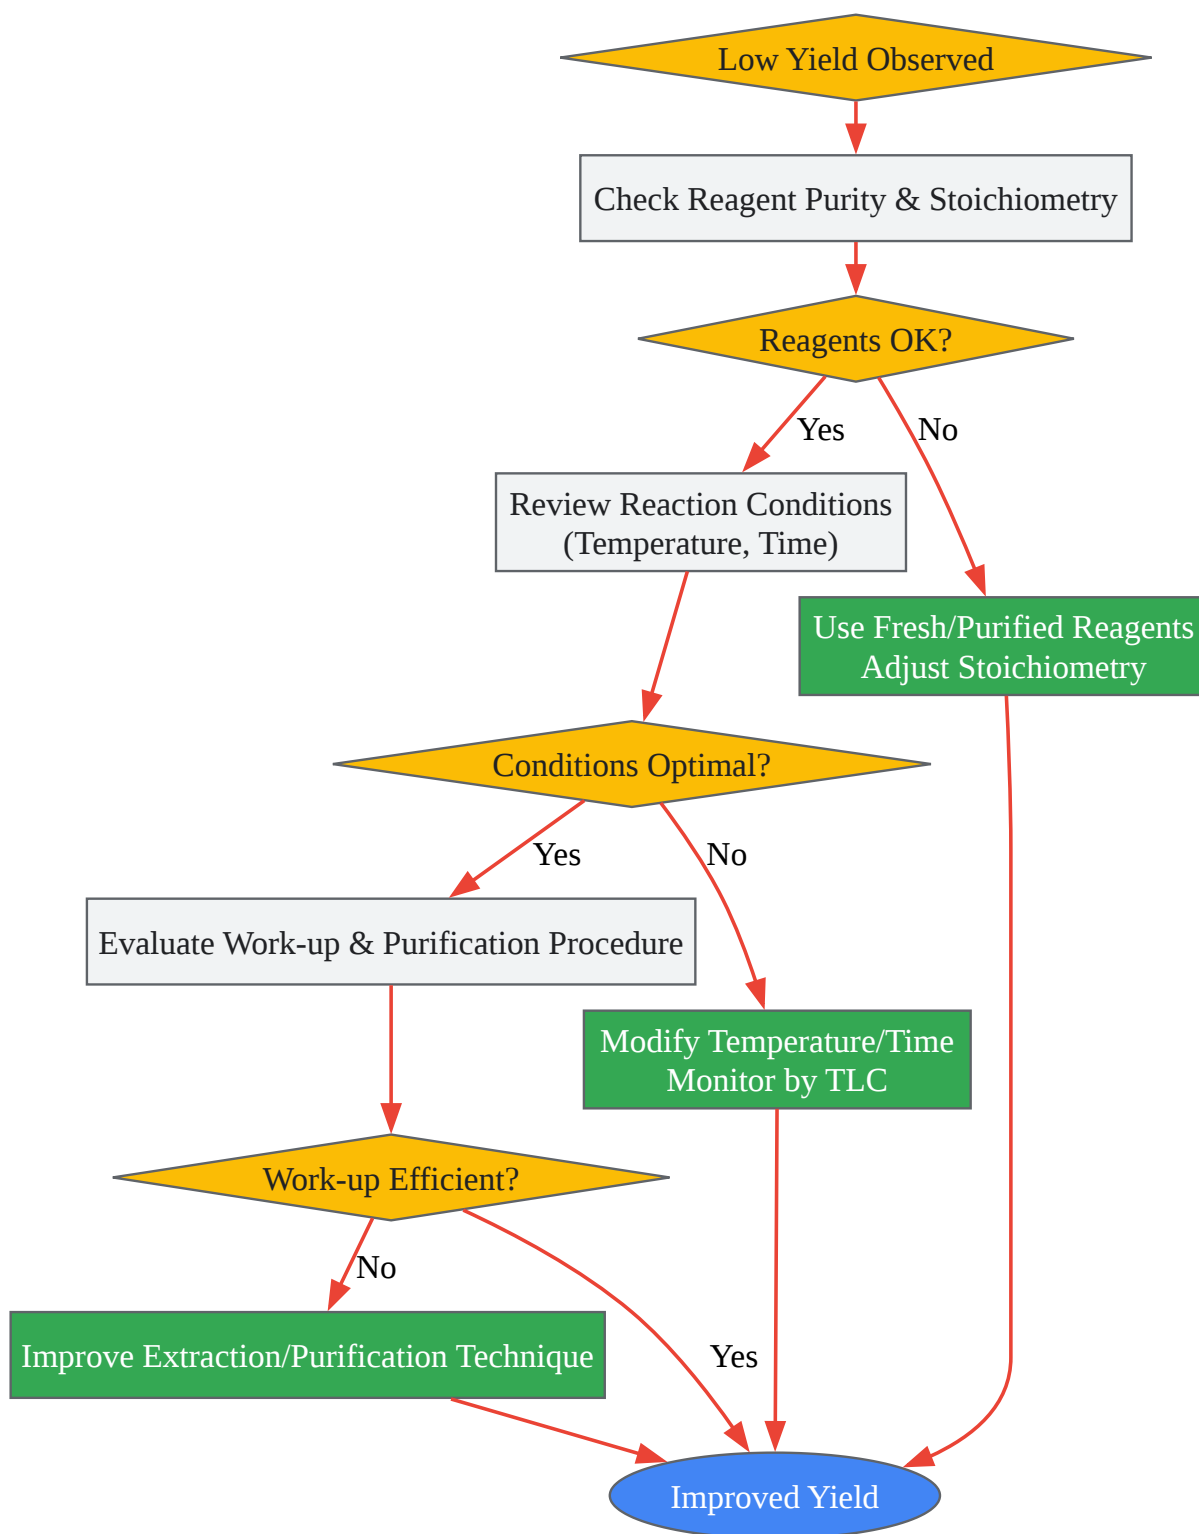 Low Yield Observed
Check Reagent Purity & Stoichiometry
Reagents OK?
Yes
No
Review Reaction Conditions
(Temperature, Time)
Use Fresh/Purified Reagents
Adjust Stoichiometry
Conditions Optimal?
Yes
No
Evaluate Work-up & Purification Procedure
Modify Temperature/Time
Monitor by TLC
Work-up Efficient?
No
Yes
Improve Extraction/Purification Technique
Improved Yield